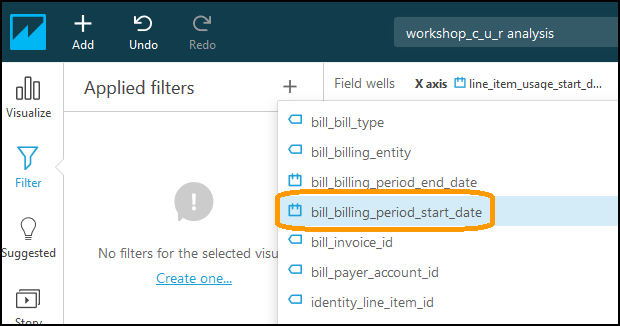 Add
Undo
Redo
workshop_c_u_r analysis
Visualize
Filter
Suggested
Story
Applied filters
Field wells X axis line_item_usage_start_d...
bill_bill_type
bill_billing_entity
bill_billing_period_end_date
bill_billing_period_start_date
bill_invoice_id
bill_payer_account_id
identity_line_item_id
No filters for the selected visu
Create one...